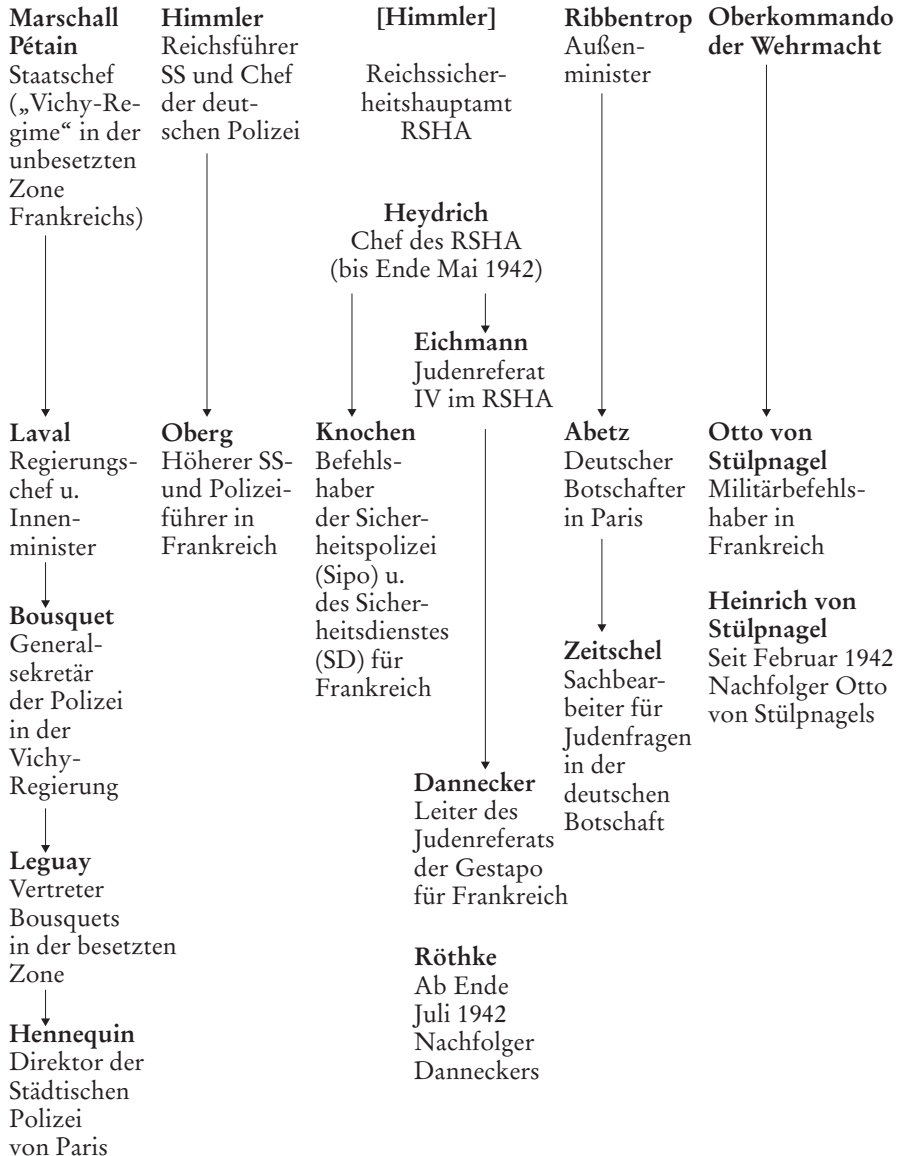 Marschall
Pétain
Staatschef
(„Vichy-Re-
gime“ in der
unbesetzten
Zone
Frankreichs)
Laval
Regierungs-
chef u.
Innen-
minister
Bousquet
General-
sekretär
der Polizei
in der
Vichy-
Regierung
Leguay
Vertreter
Bousquets
in der besetzten
Zone
Hennequin
Direktor der
Städtischen
Polizei
von Paris
Himmler
Reichsführer
SS und Chef
der deut-
schen Polizei
Oberg
Höherer SS-
und Polizei-
führer in
Frankreich
[Himmler]
Reichssicher-
heitshauptamt
RSHA
Heydrich
Chef des RSHA
(bis Ende Mai 1942)
Knochen
Befehls-
haber
der Sicher-
heitspolizei
(Sipo) u.
des Sicher-
heitsdienstes
(SD) für
Frankreich
Eichmann
Judenreferat
IV im RSHA
Dannecker
Leiter des
Judenreferats
der Gestapo
für Frankreich
Röthke
Ab Ende
Juli 1942
Nachfolger
Danneckers
Ribbentrop
Außen-
minister
Abetz
Deutscher
Botschafter
in Paris
Zeitschel
Sachbear-
beiter für
Judenfragen
in der
deutschen
Botschaft
Oberkommando
der Wehrmacht
Otto von
Stülpnagel
Militärbefehls-
haber in
Frankreich
Heinrich von
Stülpnagel
Seit Februar 1942
Nachfolger Otto
von Stülpnagels